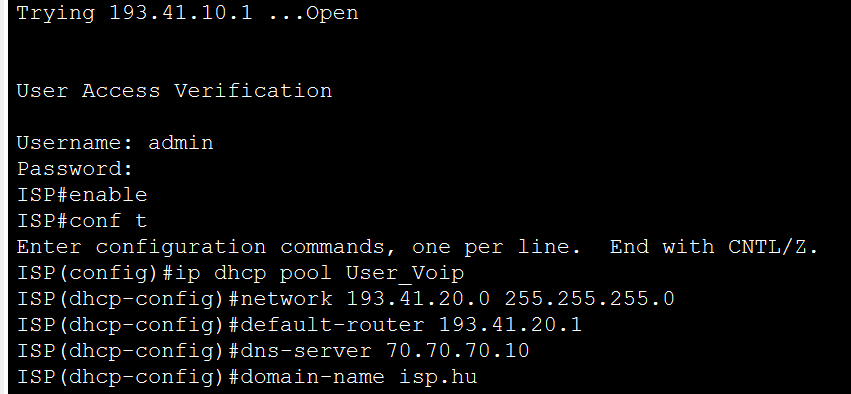 Trying 193.41.10.1 ...Open
User Access Verification
Username: admin
Password:
ISP#enable
ISP#conf t
Enter configuration commands, one per line.  End with CNTL/Z.
ISP(config)#ip dhcp pool User_Voip
ISP(dhcp-config)#network 193.41.20.0 255.255.255.0
ISP(dhcp-config)#default-router 193.41.20.1
ISP(dhcp-config)#dns-server 70.70.70.10
ISP(dhcp-config)#domain-name isp.hu